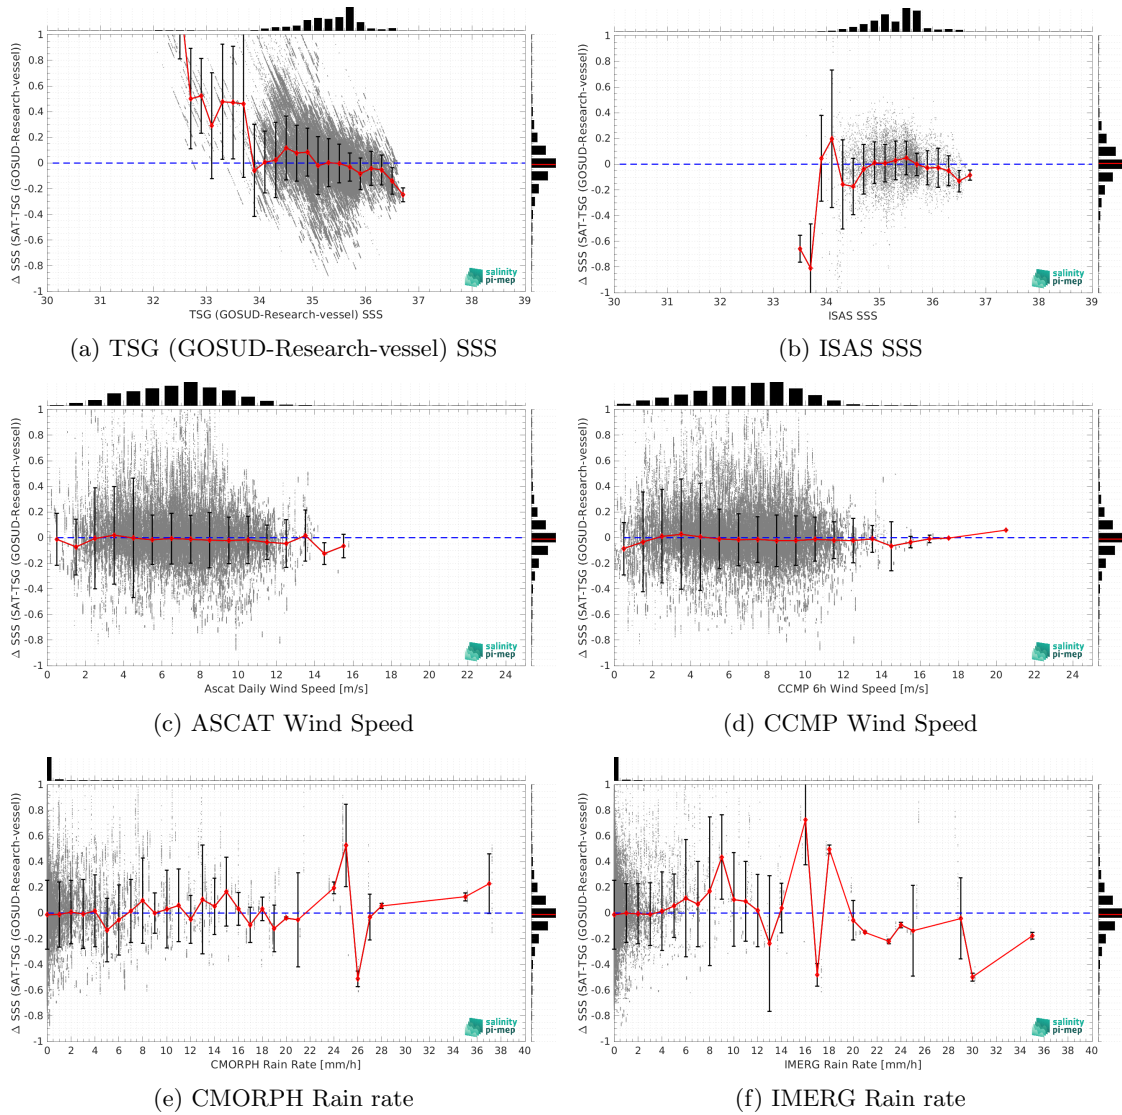 Δ SSS (SAT-TSG (GOSUD-Research-vessel))
1
0.8
0.6
0.4
0.2
0
-0.2
-0.4
-0.6
-0.8
-1
30 31 32 33 34 35 36 37 38 39
TSG (GOSUD-Research-vessel) SSS
salinity
pi-mep
(a) TSG (GOSUD-Research-vessel) SSS
Δ SSS (SAT-TSG (GOSUD-Research-vessel))
1
0.8
0.6
0.4
0.2
0
-0.2
-0.4
-0.6
-0.8
-1
30 31 32 33 34 35 36 37 38 39
ISAS SSS
salinity
pi-mep
(b) ISAS SSS
Δ SSS (SAT-TSG (GOSUD-Research-vessel))
1
0.8
0.6
0.4
0.2
0
-0.2
-0.4
-0.6
-0.8
-1
0 2 4 6 8 10 12 14 16 18 20 22 24
Ascat Daily Wind Speed [m/s]
salinity
pi-mep
(c) ASCAT Wind Speed
Δ SSS (SAT-TSG (GOSUD-Research-vessel))
1
0.8
0.6
0.4
0.2
0
-0.2
-0.4
-0.6
-0.8
-1
0 2 4 6 8 10 12 14 16 18 20 22 24
CCMP 6h Wind Speed [m/s]
salinity
pi-mep
(d) CCMP Wind Speed
Δ SSS (SAT-TSG (GOSUD-Research-vessel))
1
0.8
0.6
0.4
0.2
0
-0.2
-0.4
-0.6
-0.8
-1
0 2 4 6 8 10 12 14 16 18 20 22 24 26 28 30 32 34 36 38 40
CMORPH Rain Rate [mm/h]
salinity
pi-mep
(e) CMORPH Rain rate
Δ SSS (SAT-TSG (GOSUD-Research-vessel))
1
0.8
0.6
0.4
0.2
0
-0.2
-0.4
-0.6
-0.8
-1
0 2 4 6 8 10 12 14 16 18 20 22 24 26 28 30 32 34 36 38 40
IMERG Rain Rate [mm/h]
salinity
pi-mep
(f) IMERG Rain rate